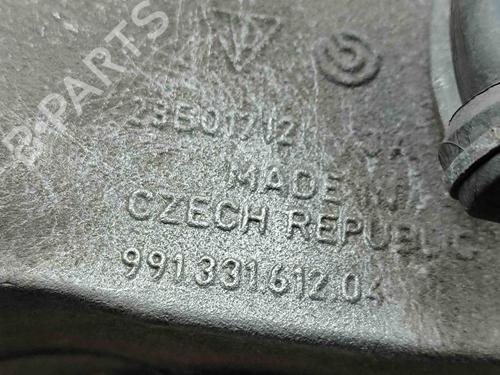 B-PARTS
23B01712
MADE IN
CZECH REPUBLIC
991.331.612.04